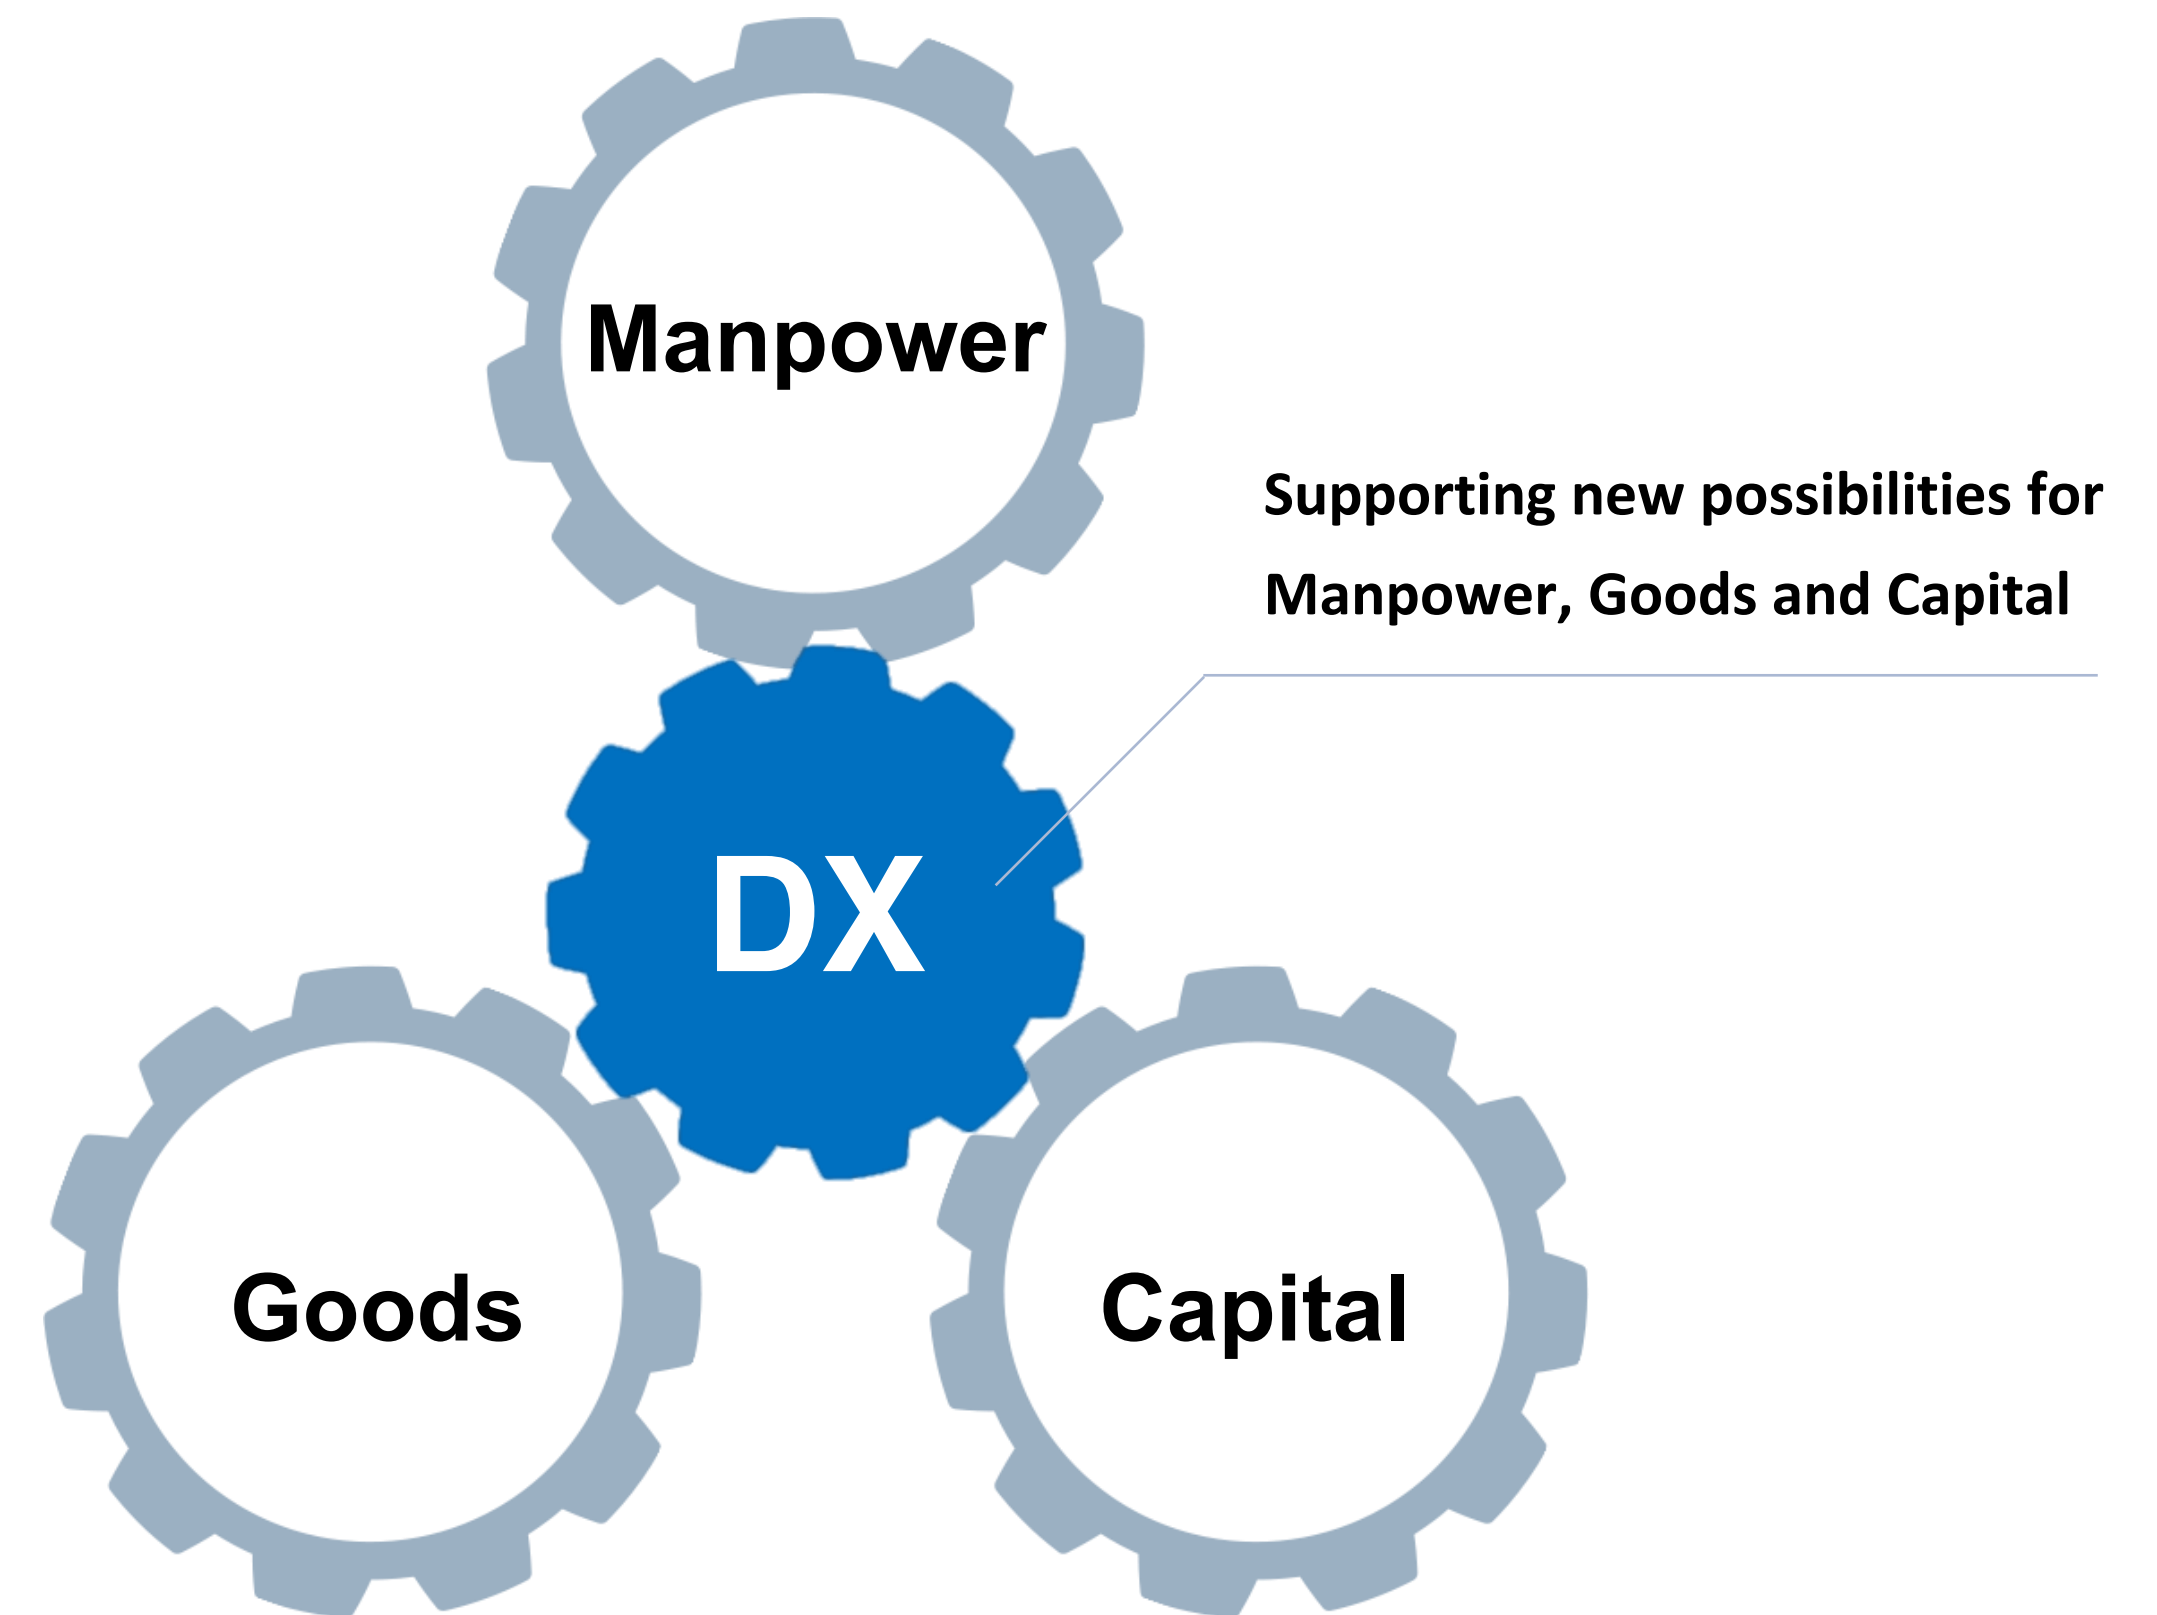 Manpower
Supporting new possibilities for
Manpower, Goods and Capital
DX
Goods
Capital